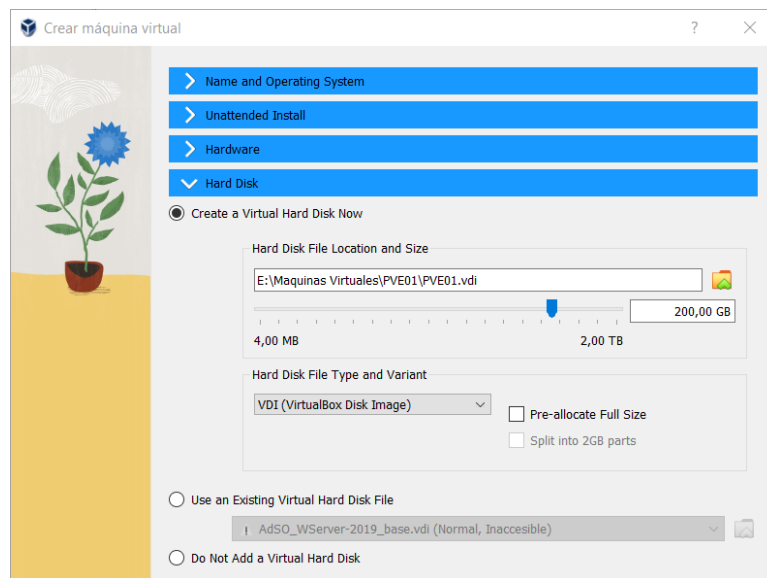 Crear máquina virtual
?
Name and Operating System
Unattended Install
Hardware
Hard Disk
Create a Virtual Hard Disk Now
Hard Disk File Location and Size
E:\Maquinas Virtuales\PVE01\PVE01.vdi
200,00 GB
4,00 MB 2,00 TB
Hard Disk File Type and Variant
VDI (VirtualBox Disk Image)
Pre-allocate Full Size
Split into 2GB parts
Use an Existing Virtual Hard Disk File
AdSO_WServer-2019_base.vdi (Normal, Inaccesible)
Do Not Add a Virtual Hard Disk